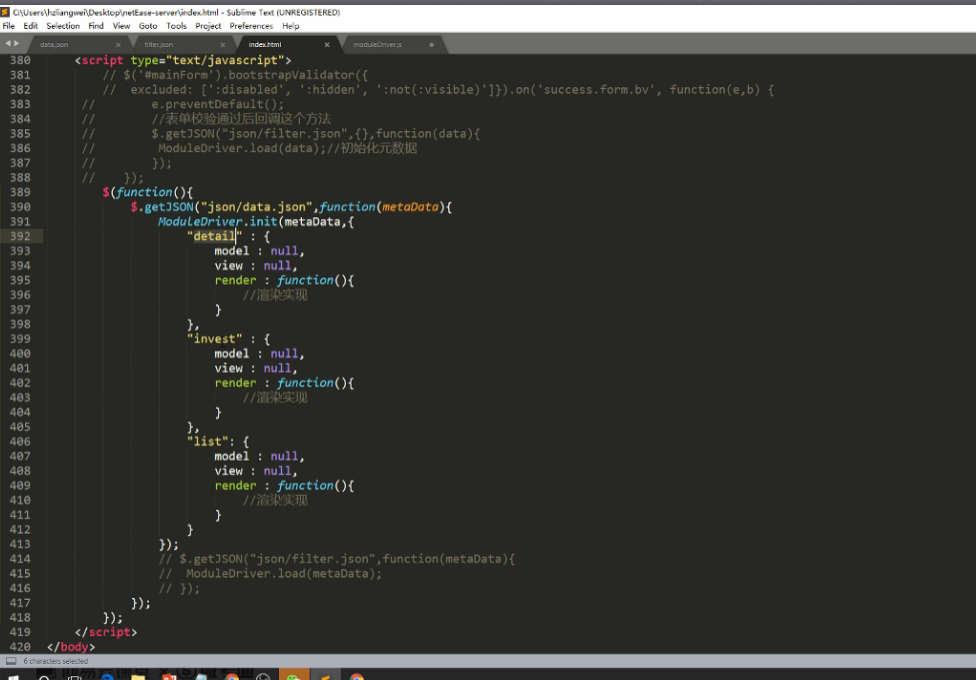 C:\Users\hzliangwei\Desktop\netEase-server\index.html - Sublime Text (UNREGISTERED)
File Edit Selection Find View Goto Tools Project Preferences Help
data.json × filter.json × index.html × moduleDriver.js
380 <script type="text/javascript">
381 // $('#mainForm').bootstrapValidator({
382 // excluded: [':disabled', ':hidden', ':not(:visible)']}).on('success.form.bv', function(e,b) {
383 // e.preventDefault();
384 // //表单校验通过后回调这个方法
385 // $.getJSON("json/filter.json",{},function(data){
386 // ModuleDriver.load(data);//初始化元数据
387 // });
388 // });
389 $(function(){
390 $.getJSON("json/data.json",function(metaData){
391 ModuleDriver.init(metaData,{
392 "detail" : {
393 model : null,
394 view : null,
395 render : function(){
396 //渲染实现
397 }
398 },
399 "invest" : {
400 model : null,
401 view : null,
402 render : function(){
403 //渲染实现
404 }
405 },
406 "list": {
407 model : null,
408 view : null,
409 render : function(){
410 //渲染实现
411 }
412 }
413 });
414 // $.getJSON("json/filter.json",function(metaData){
415 // ModuleDriver.load(metaData);
416 // });
417 });
418 });
419 </script>
420 </body>
6 characters selected